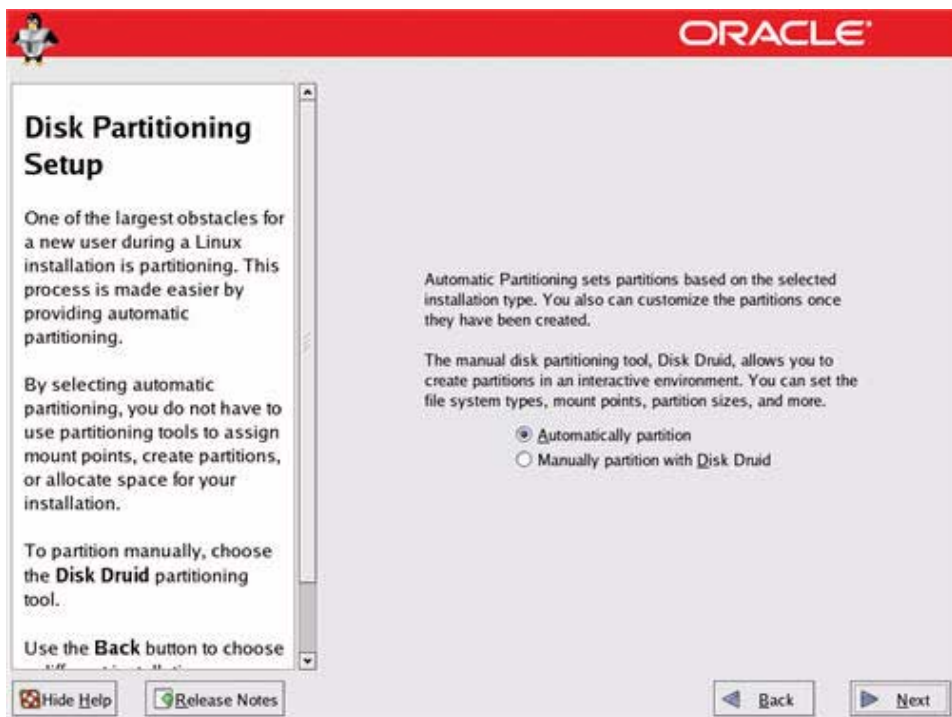 ORACLE
Disk Partitioning
Setup
One of the largest obstacles for
a new user during a Linux
installation is partitioning. This
process is made easier by
providing automatic
partitioning.
By selecting automatic
partitioning, you do not have to
use partitioning tools to assign
mount points, create partitions,
or allocate space for your
installation.
To partition manually, choose
the Disk Druid partitioning
tool.
Use the Back button to choose
Automatic Partitioning sets partitions based on the selected
installation type. You also can customize the partitions once
they have been created.
The manual disk partitioning tool, Disk Druid, allows you to
create partitions in an interactive environment. You can set the
file system types, mount points, partition sizes, and more.
Automatically partition
Manually partition with Disk Druid
Hide Help
Release Notes
Back
Next